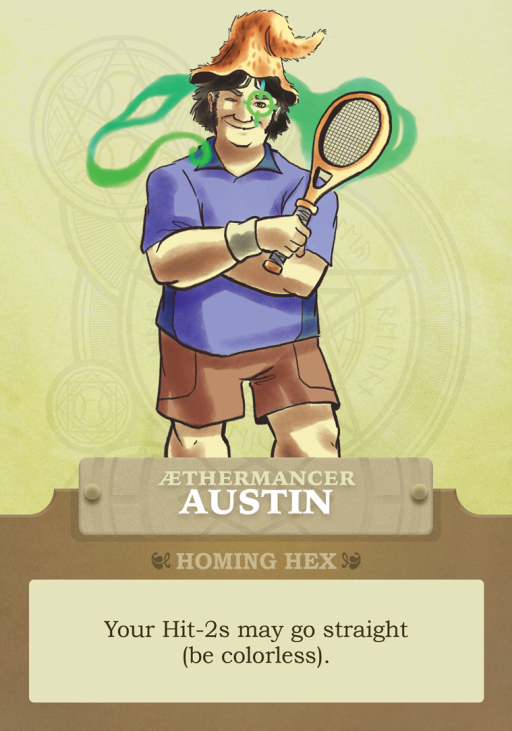 ÆTHERMANCER
AUSTIN
HOMING HEX
Your Hit-2s may go straight
(be colorless).